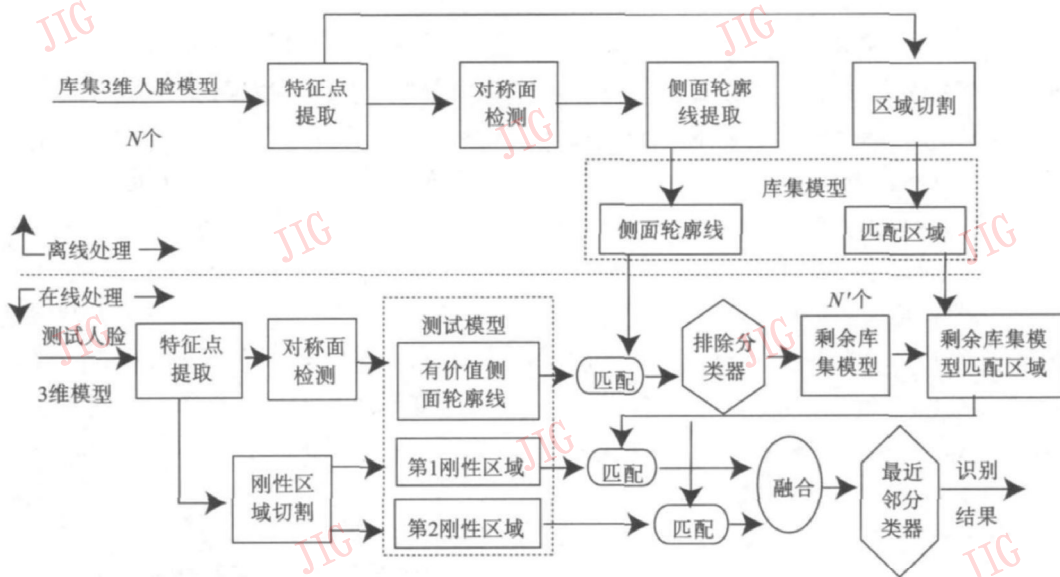 JIG
JIG
库集3维人脸模型
N个
特征点
提取
对称面
检测
侧面轮廓
线提取
区域切割
JIG
库集模型
侧面轮廓线
匹配区域
JIG
JIG
离线处理
在线处理
测试人脸
3维模型
JIG
特征点
提取
对称面
检测
测试模型
有价值侧
面轮廓线
匹配
排除分
类器
JIG
N'个
剩余库
集模型
剩余库集模
型匹配区域
刚性区
域切割
第1刚性区域
第2刚性区域
JIG
匹配
匹配
融合
最近
邻分
类器
识别
结果
JIG
JIG